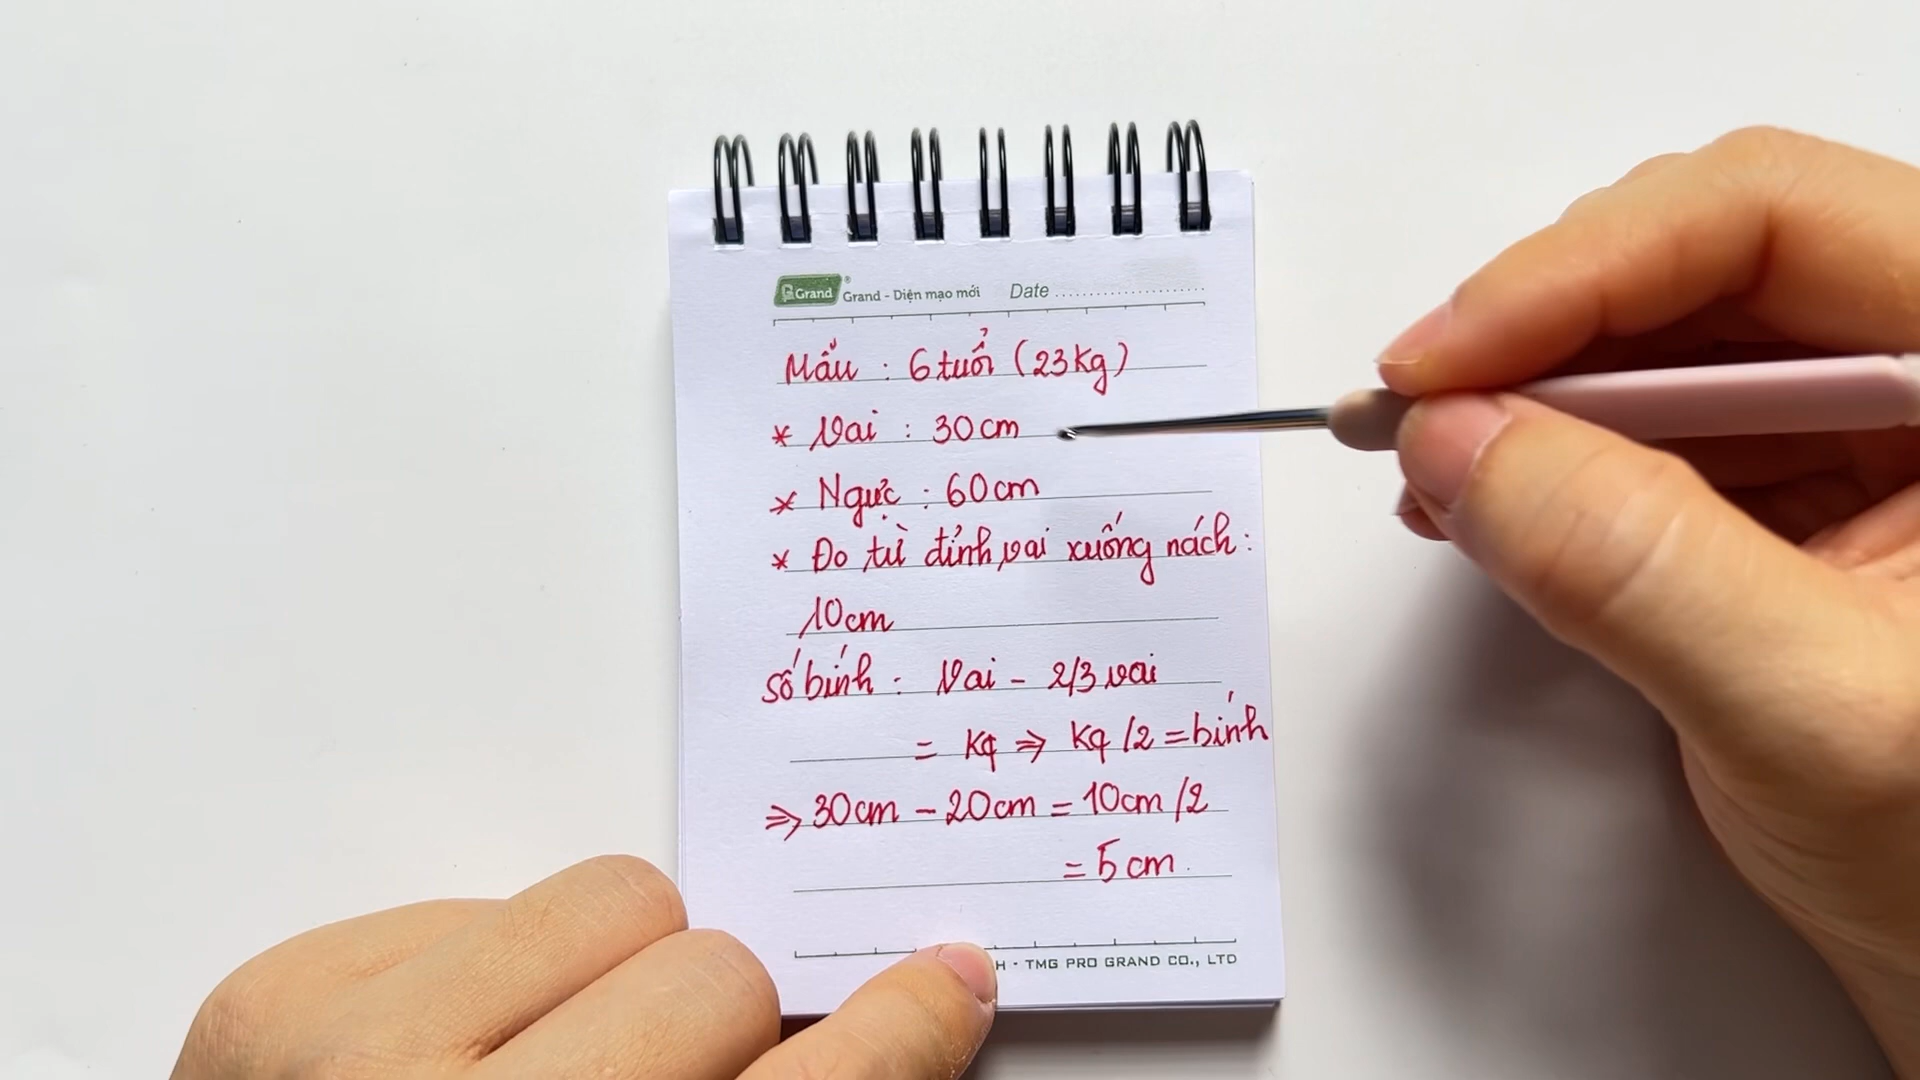 Grand Grand - Diện mạo mới Date
Mẫu : 6 tuổi (23kg)
* Vai : 30cm
* Ngực : 60cm
* Đo từ đỉnh vai xuống nách :
10cm
Số bính : Vai - 2/3 vai
= Kq ⇒ Kq /2 = bính
⇒ 30cm - 20cm = 10cm /2
= 5cm.
H · TMG PRO GRAND CO., LTD